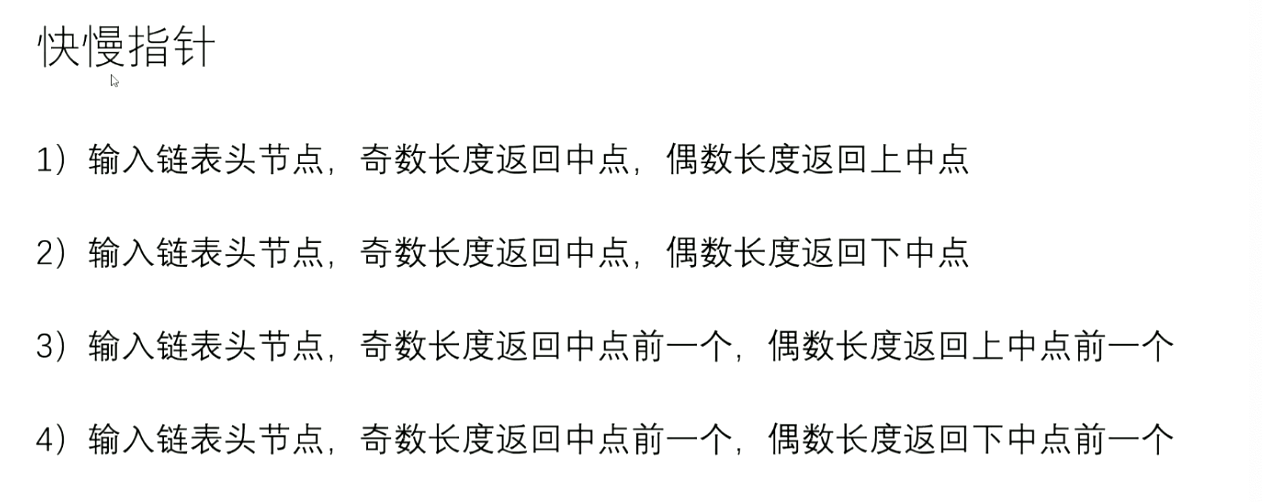 快慢指针
1）输入链表头节点，奇数长度返回中点，偶数长度返回上中点
2）输入链表头节点，奇数长度返回中点，偶数长度返回下中点
3）输入链表头节点，奇数长度返回中点前一个，偶数长度返回上中点前一个
4）输入链表头节点，奇数长度返回中点前一个，偶数长度返回下中点前一个